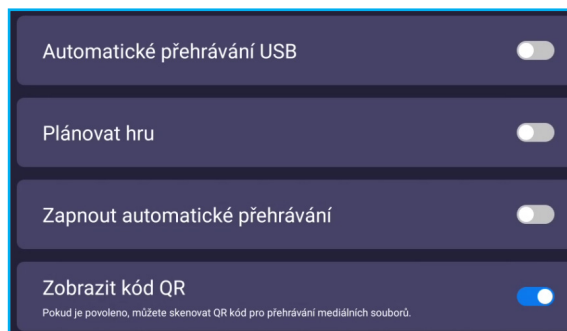 Automatické přehrávání USB
Plánovat hru
Zapnout automatické přehrávání
Zobrazit kód QR
Pokud je povoleno, můžete skenovat QR kód pro přehrávání mediálních souborů.